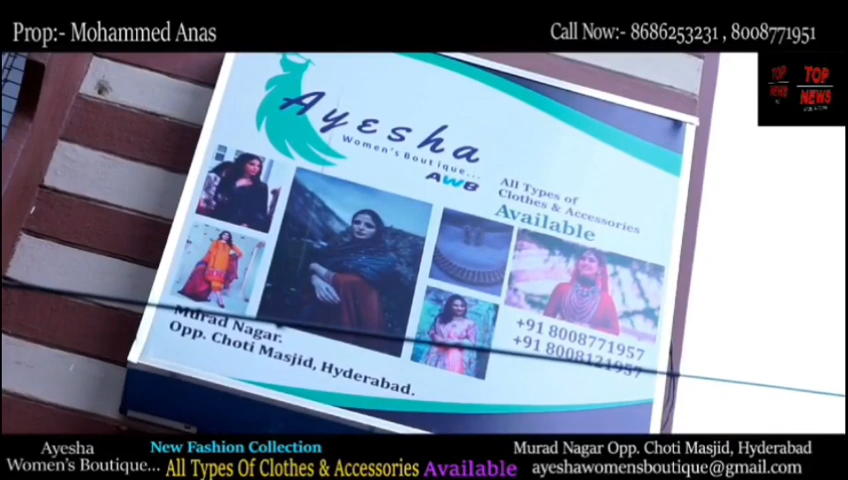 Prop:- Mohammed Anas
Call Now:- 8686253231 , 8008771951
TOP
NEWS
TOP
NEWS
Ayesha
Women's Boutique...
AWB
All Types of
Clothes & Accessories
Available
Murad Nagar.
Opp. Choti Masjid, Hyderabad.
+91 8008771957
+91 8008121957
Ayesha
Women's Boutique...
New Fashion Collection
All Types Of Clothes & Accessories Available
Murad Nagar Opp. Choti Masjid, Hyderabad
ayeshawomensboutique@gmail.com